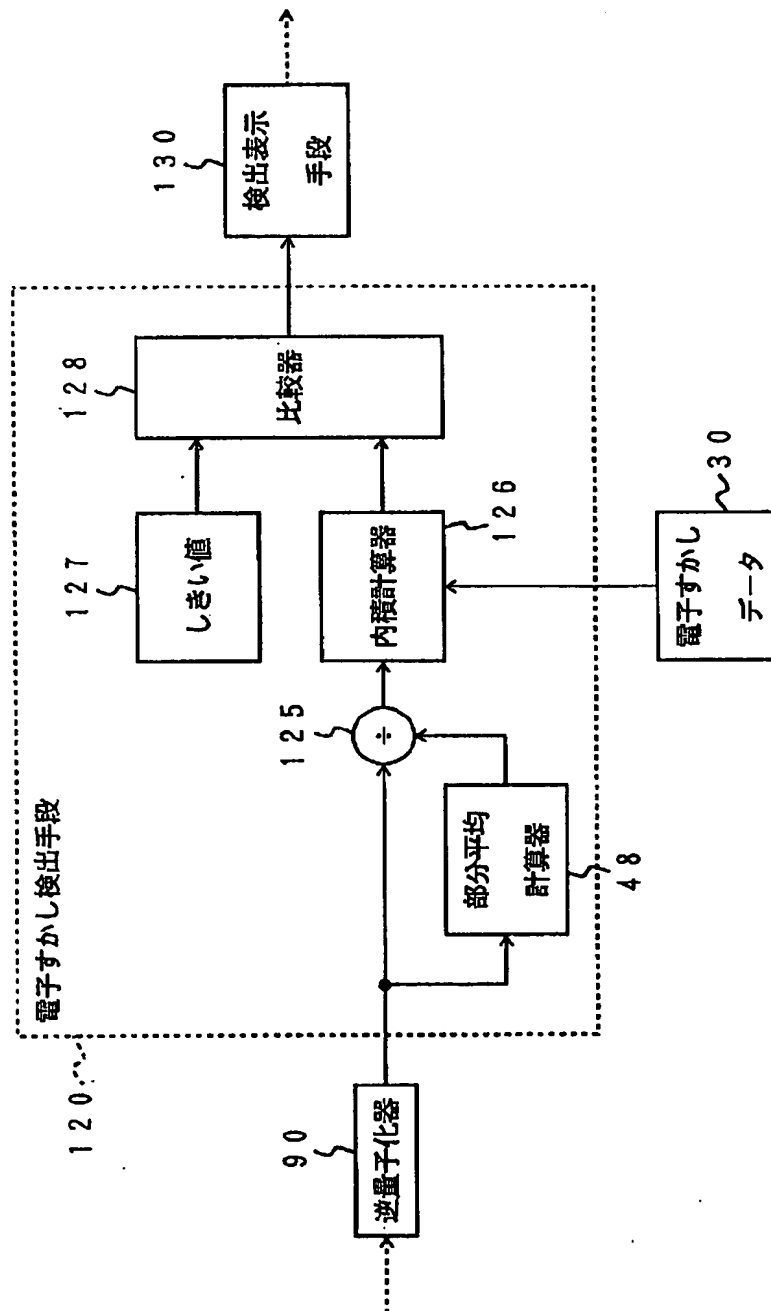 電子すかし検出手段
120
90
逆量子化器
部分平均
計算器
48
125
÷
127
しきい値
内積計算器
126
128
比較器
130
検出表示
手段
30
電子すかし
データ